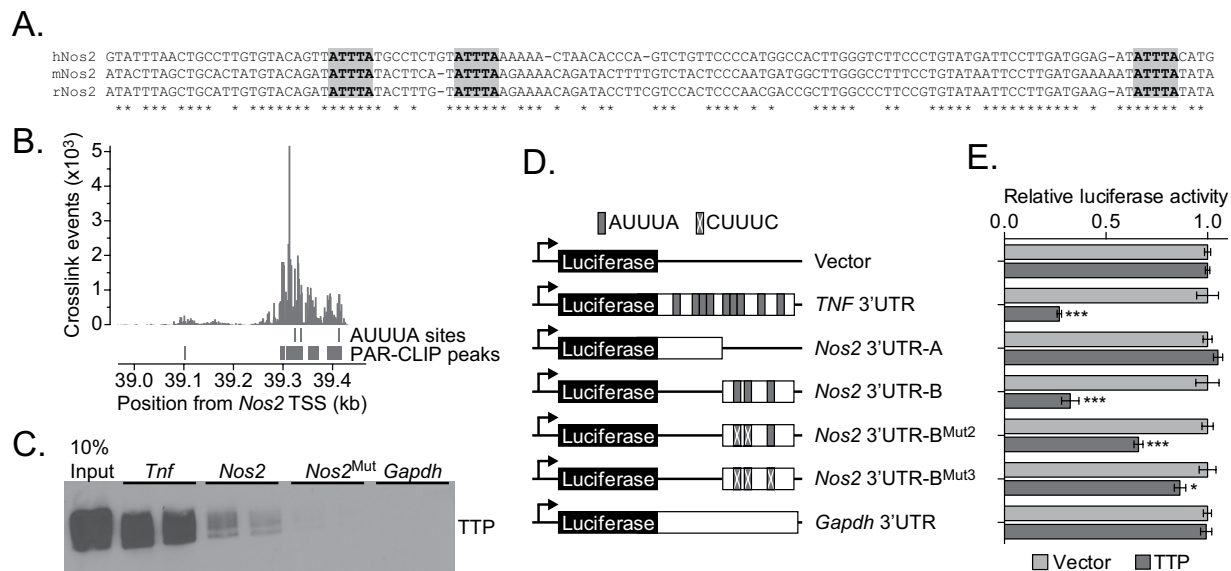 A.
hNos2 GTATTTAACTGCCTTGTGTACAGTTATTTATGCCTCTGTATTTAAAAAA-CTAACACCCA-GTCTGTTCCCCATGGCCACTTGGGTCTTCCCTGTATGATTCCTTGATGGAG-ATATTTACATG
mNos2 ATACTTAGCTGCACTATGTACAGATATTTATACTTCA-TATTTAAGAAAACAGATACTTTTGTCTACTCCCAATGATGGCTTGGGCCTTTCCTGTATAATTCCTTGATGAAAAATATTTATATA
rNos2 ATATTTAGCTGCATTGTGTACAGATATTTATACTTTG-TATTTAAGAAAACAGATACCTTCGTCCACTCCCAACGACCGCTTGGGCCCTTCCGTGTATAATTCCTTGATGAAG-ATATTTATATA
B.
Crosslink events (x10³)
5
2
1
0
AUUUA sites
PAR-CLIP peaks
39.0 39.1 39.2 39.3 39.4
Position from Nos2 TSS (kb)
C.
10%
Input Tnf Nos2 Nos2Mut Gapdh
TTP
D.
AUUUA CUUUC
Luciferase Vector
Luciferase TNF 3'UTR
Luciferase Nos2 3'UTR-A
Luciferase Nos2 3'UTR-B
Luciferase Nos2 3'UTR-BMut2
Luciferase Nos2 3'UTR-BMut3
Luciferase Gapdh 3'UTR
E.
Relative luciferase activity
0.0 0.5 1.0
***
***
***
*
Vector TTP